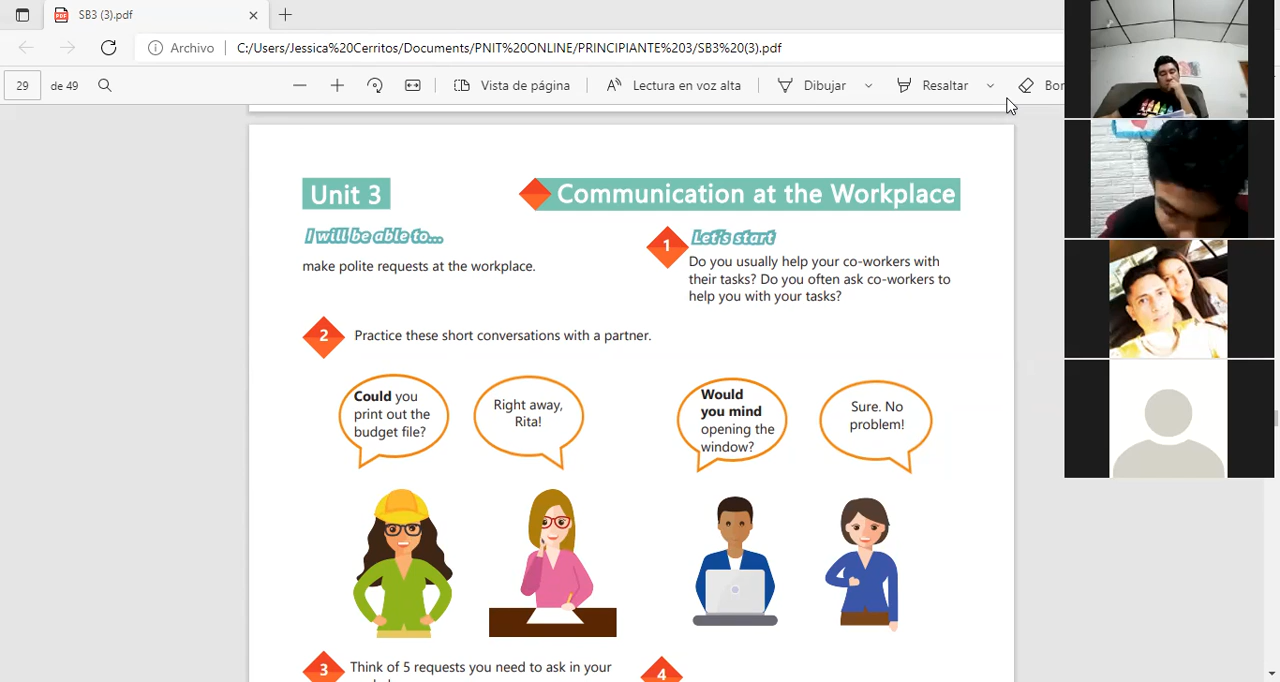 SB3 (3).pdf
Archivo
C:/Users/Jessica%20Cerritos/Documents/PNIT%20ONLINE/PRINCIPIANTE%203/SB3%20(3).pdf
29
de 49
Vista de página
Lectura en voz alta
Dibujar
Resaltar
Unit 3
Communication at the Workplace
I will be able to...
make polite requests at the workplace.
1
Let's start
Do you usually help your co-workers with
their tasks? Do you often ask co-workers to
help you with your tasks?
2
Practice these short conversations with a partner.
Could you
print out the
budget file?
Right away,
Rita!
Would
you mind
opening the
window?
Sure. No
problem!
3
Think of 5 requests you need to ask in your
4